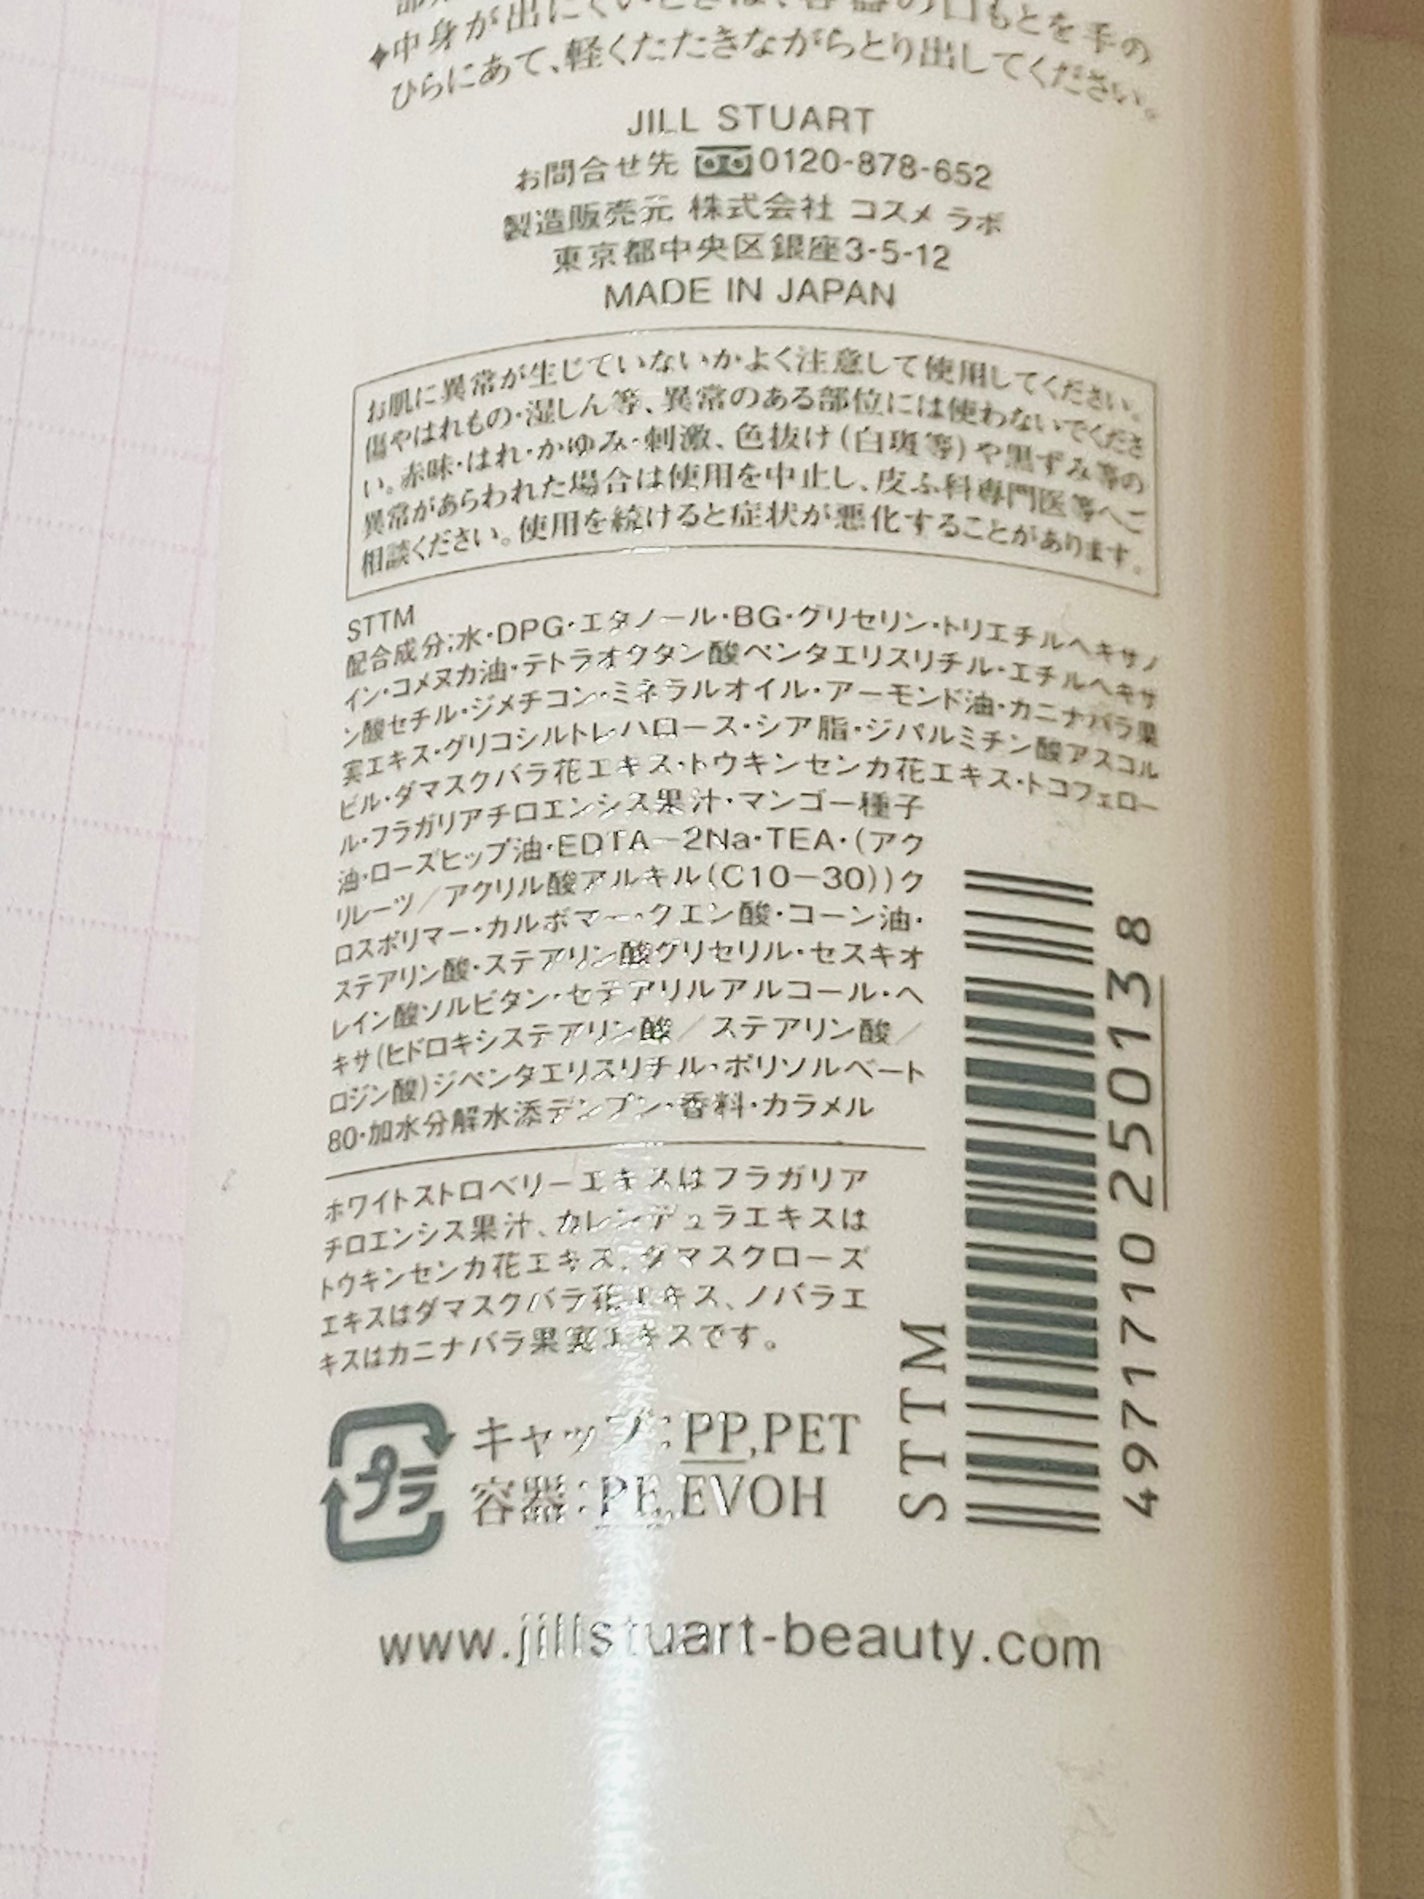 ◆中身が出にくいときは、容器の口もとを手の
ひらにあて、軽くたたきながらとり出してください。
JILL STUART
お問合せ先 0120-878-652
製造販売元 株式会社 コスメ ラボ
東京都中央区銀座3-5-12
MADE IN JAPAN
お肌に異常が生じていないかよく注意して使用してください。
傷やはれもの・湿しん等、異常のある部位には使わないでくださ
い。赤味・はれ・かゆみ・刺激、色抜け(白斑等)や黒ずみ等の
異常があらわれた場合は使用を中止し、皮ふ科専門医等へご
相談ください。使用を続けると症状が悪化することがあります。
STTM
配合成分:水・DPG・エタノール・BG・グリセリン・トリエチルヘキサノ
イン・コメヌカ油・テトラオクタン酸ペンタエリスリチル・エチルヘキサ
ン酸セチル・ジメチコン・ミネラルオイル・アーモンド油・カニナバラ果
実エキス・グリコシルトレハロース・シア脂・ジパルミチン酸アスコル
ビル・ダマスクバラ花エキス・トウキンセンカ花エキス・トコフェロー
ル・フラガリアチロエンシス果汁・マンゴー種子
油・ローズヒップ油・EDTA-2Na・TEA・(アク
リレーツ/アクリル酸アルキル(C10-30))ク
ロスポリマー・カルボマー・クエン酸・コーン油・
ステアリン酸・ステアリン酸グリセリル・セスキオ
レイン酸ソルビタン・セテアリルアルコール・ヘ
キサ(ヒドロキシステアリン酸/ステアリン酸/
ロジン酸)ジペンタエリスリチル・ポリソルベート
80・加水分解水添デンプン・香料・カラメル
ホワイトストロベリーエキスはフラガリア
チロエンシス果汁、カレンデュラエキスは
トウキンセンカ花エキス、ダマスクローズ
エキスはダマスクバラ花エキス、ノバラエ
キスはカニナバラ果実エキスです。
STTM
4971710250138
プラ
キャップ:PP,PET
容器:PE,EVOH
www.jillstuart-beauty.com